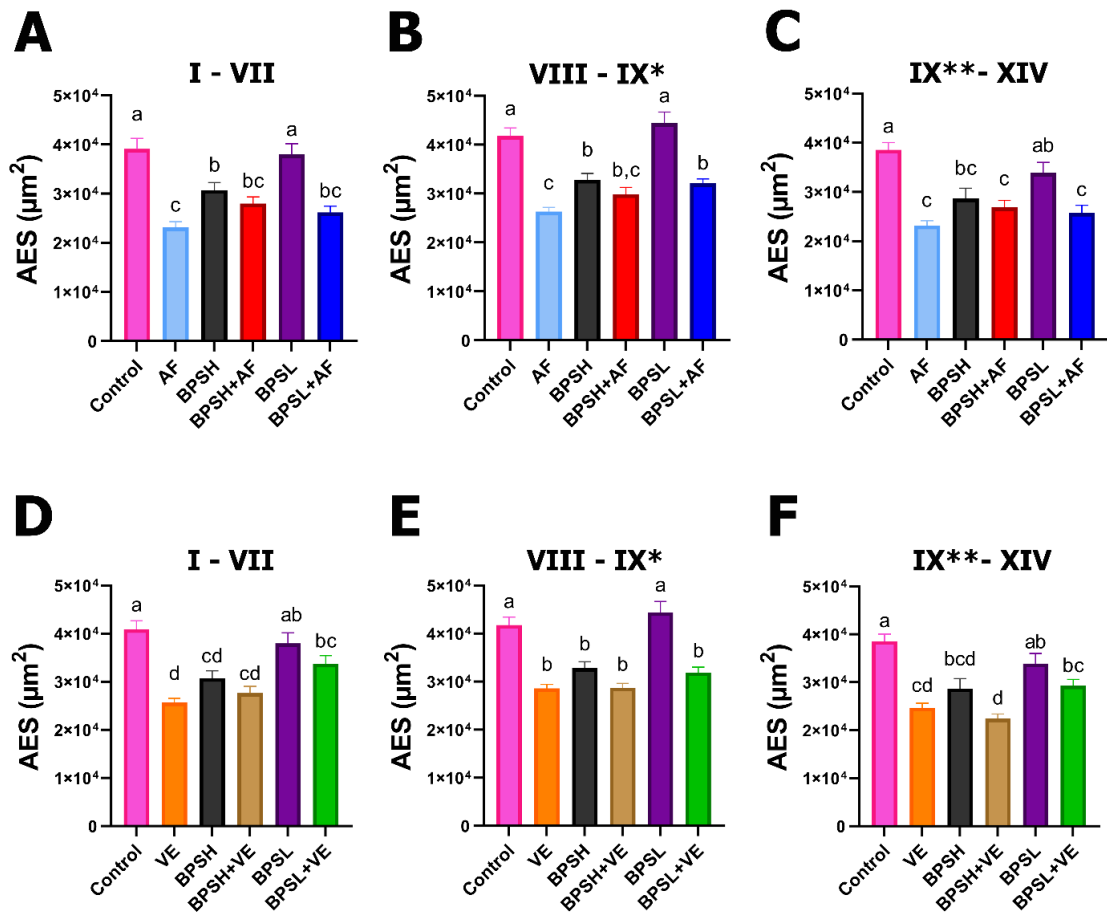 A
I - VII
AES (µm²)
5×10⁴
4×10⁴
3×10⁴
2×10⁴
1×10⁴
0
a
c
b
bc
a
bc
Control
AF
BPSH
BPSH+AF
BPSL
BPSL+AF
B
VIII - IX*
AES (µm²)
5×10⁴
4×10⁴
3×10⁴
2×10⁴
1×10⁴
0
a
c
b
b,c
a
b
Control
AF
BPSH
BPSH+AF
BPSL
BPSL+AF
C
IX**- XIV
AES (µm²)
5×10⁴
4×10⁴
3×10⁴
2×10⁴
1×10⁴
0
a
c
bc
c
ab
c
Control
AF
BPSH
BPSH+AF
BPSL
BPSL+AF
D
I - VII
AES (µm²)
5×10⁴
4×10⁴
3×10⁴
2×10⁴
1×10⁴
0
a
d
cd
cd
ab
bc
Control
VE
BPSH
BPSH+VE
BPSL
BPSL+VE
E
VIII - IX*
AES (µm²)
5×10⁴
4×10⁴
3×10⁴
2×10⁴
1×10⁴
0
a
b
b
b
a
b
Control
VE
BPSH
BPSH+VE
BPSL
BPSL+VE
F
IX**- XIV
AES (µm²)
5×10⁴
4×10⁴
3×10⁴
2×10⁴
1×10⁴
0
a
cd
bcd
d
ab
bc
Control
VE
BPSH
BPSH+VE
BPSL
BPSL+VE